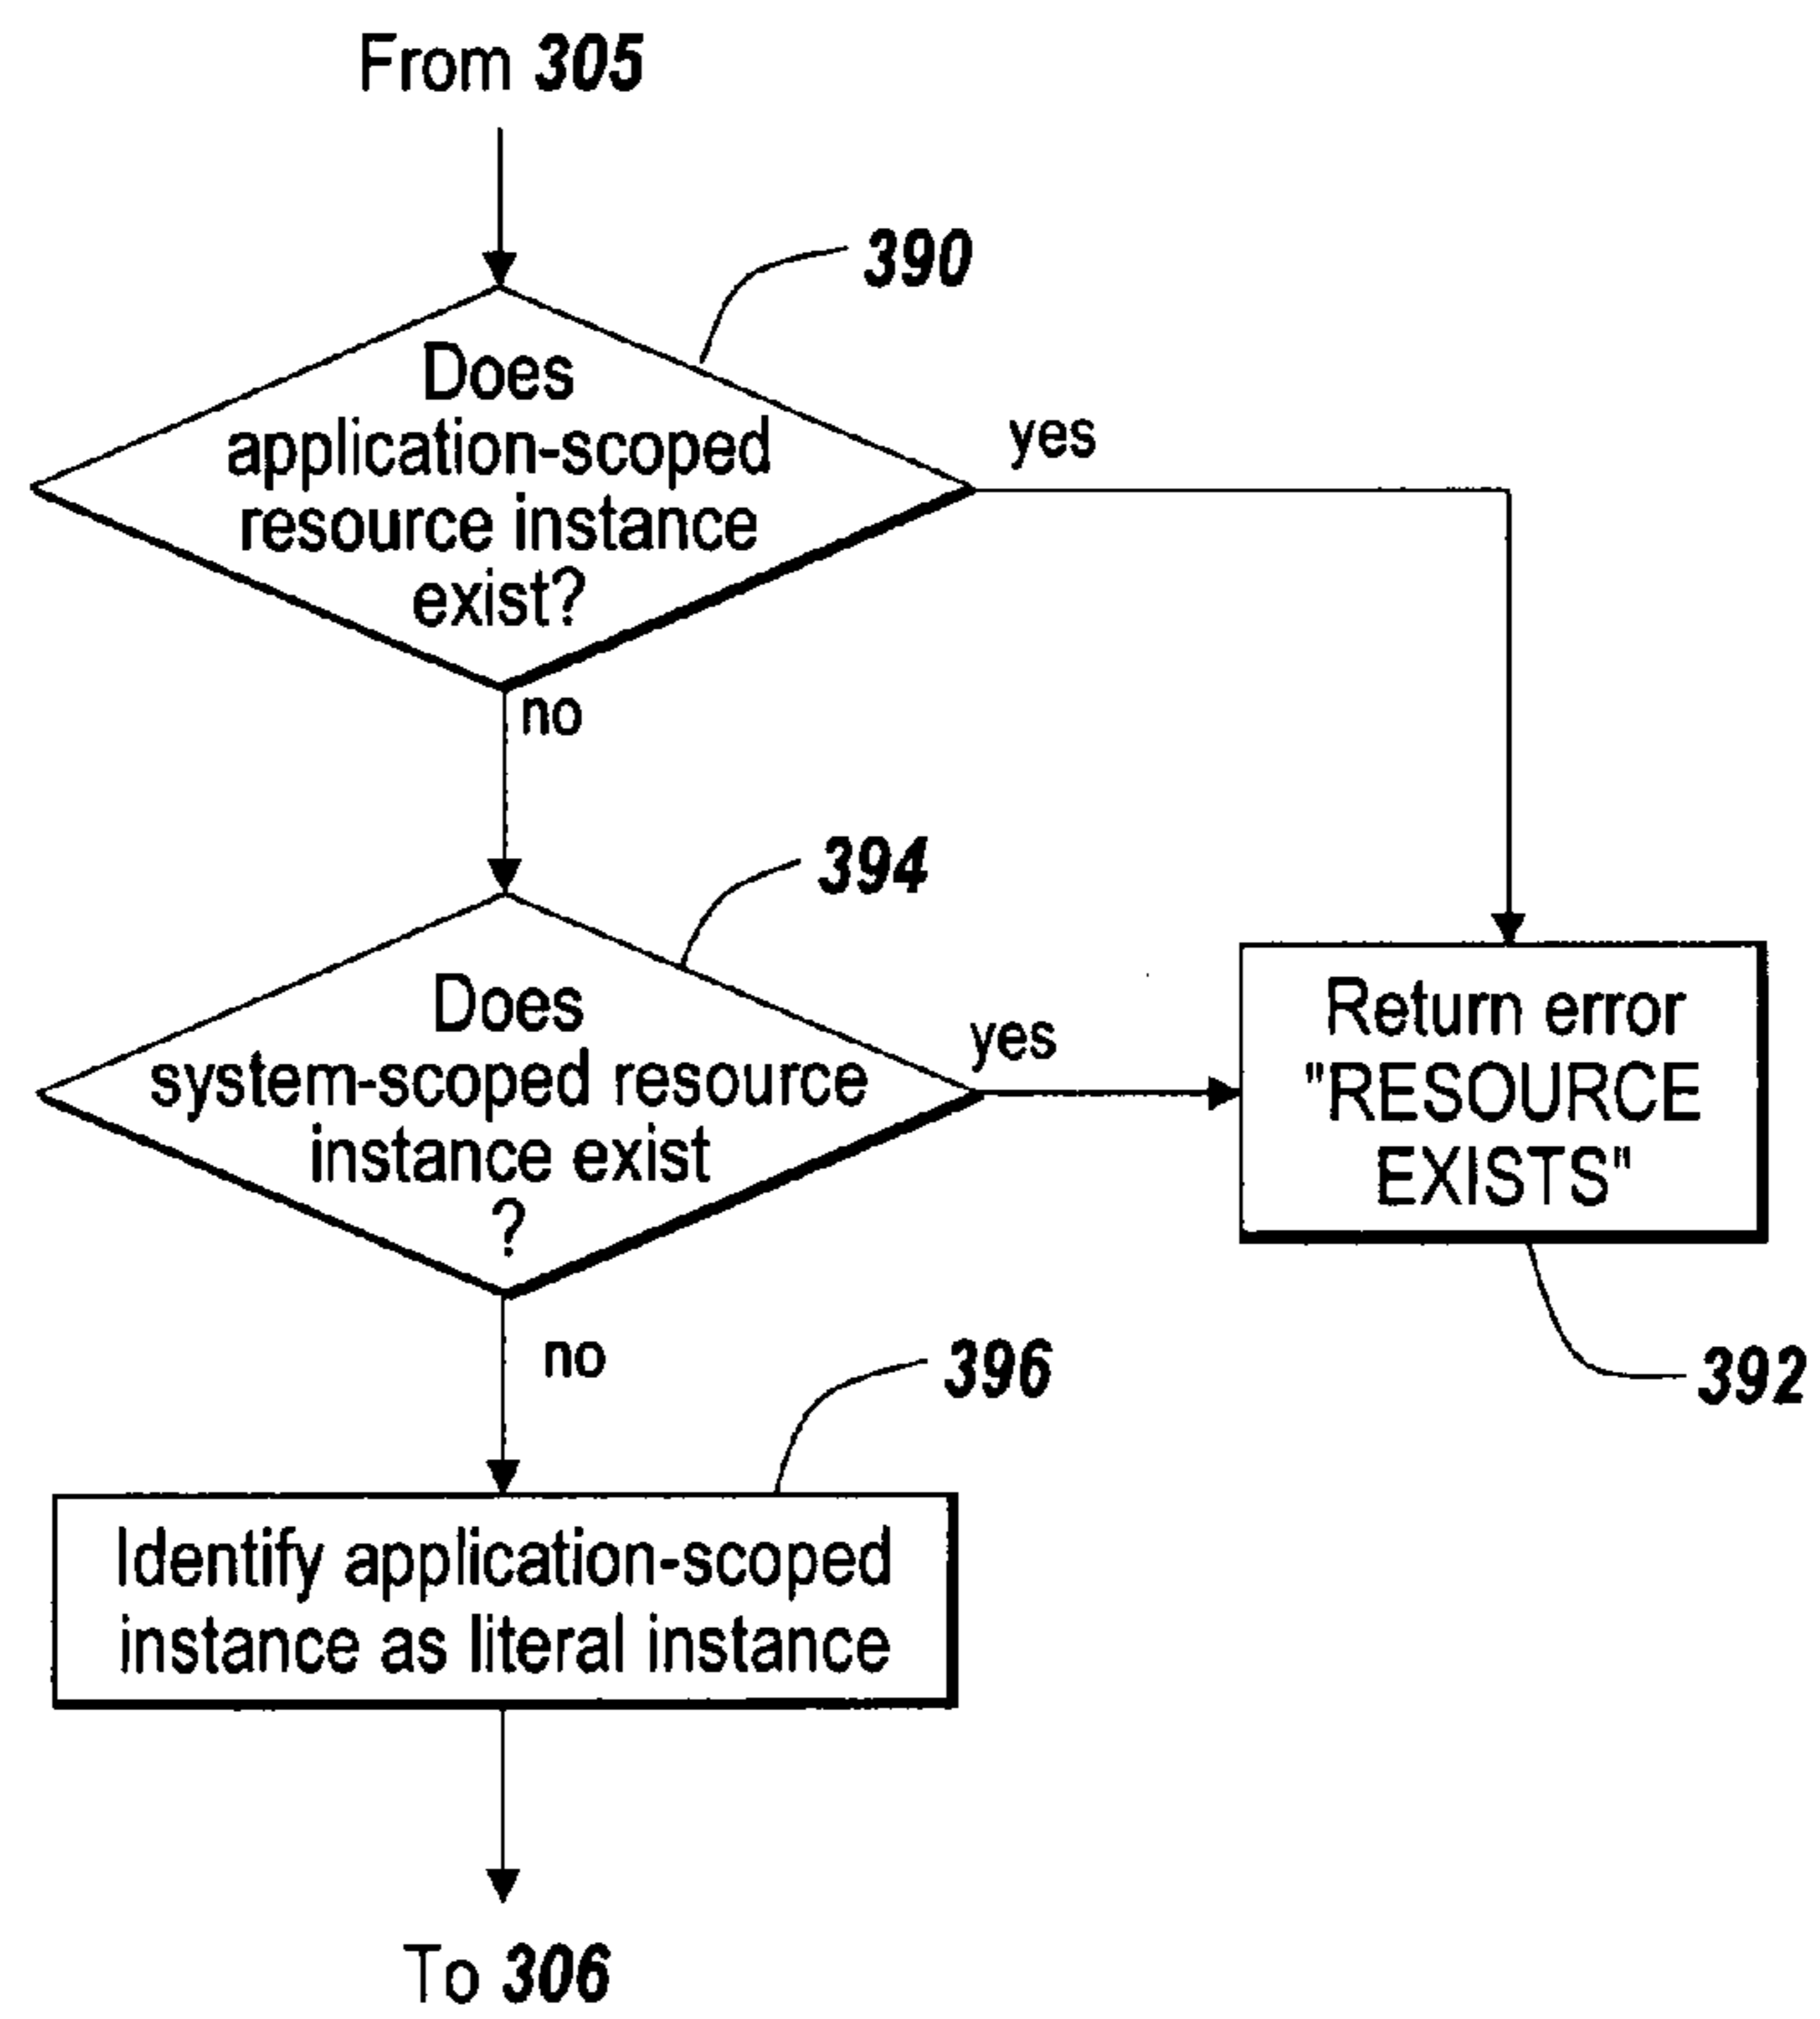 From 305
390
Does
application-scoped
resource instance
exist?
yes
no
394
Does
system-scoped resource
instance exist
?
yes
Return error
"RESOURCE
EXISTS"
392
no
396
Identify application-scoped
instance as literal instance
To 306